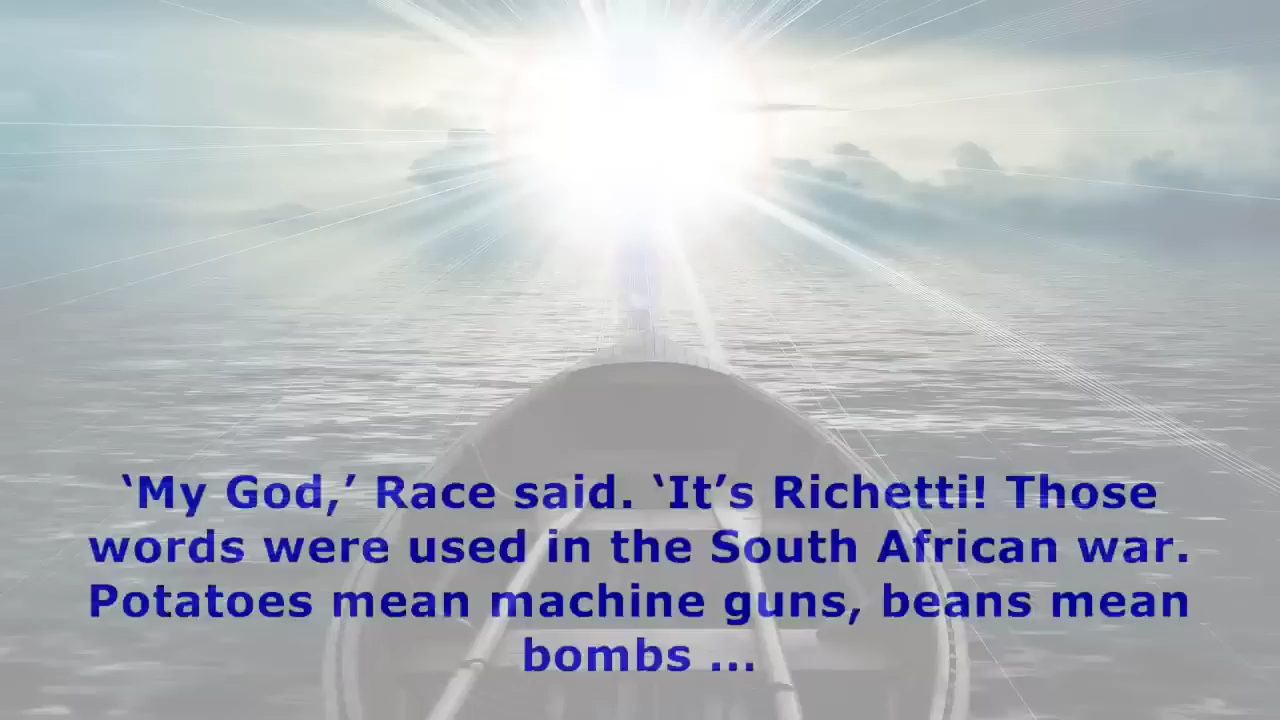 ‘My God,’ Race said. ‘It’s Richetti! Those
words were used in the South African war.
Potatoes mean machine guns, beans mean
bombs ...